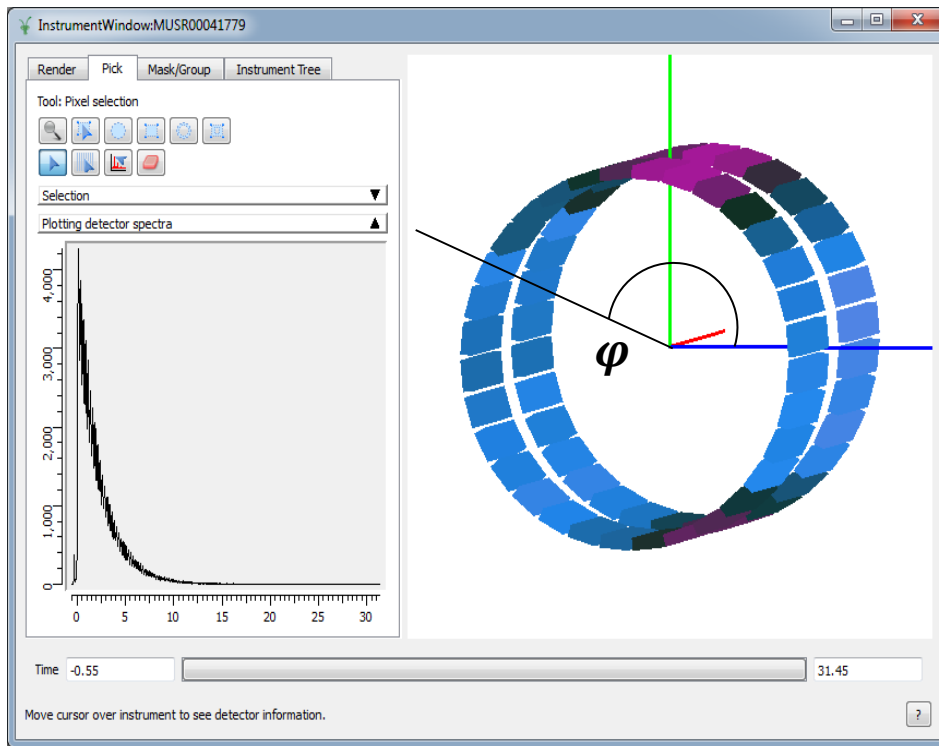 InstrumentWindow:MUSR00041779
Render Pick Mask/Group Instrument Tree
Tool: Pixel selection
Selection
Plotting detector spectra
4,000
3,000
2,000
1,000
0
0 5 10 15 20 25 30
φ
Time -0.55 31.45
Move cursor over instrument to see detector information.
?